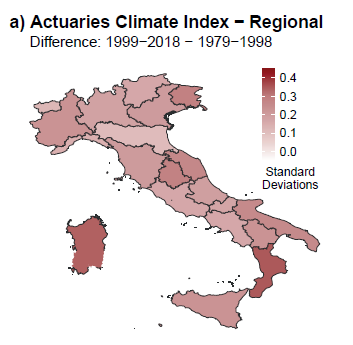 a) Actuaries Climate Index − Regional
Difference: 1999−2018 − 1979−1998
0.4
0.3
0.2
0.1
0.0
Standard
Deviations